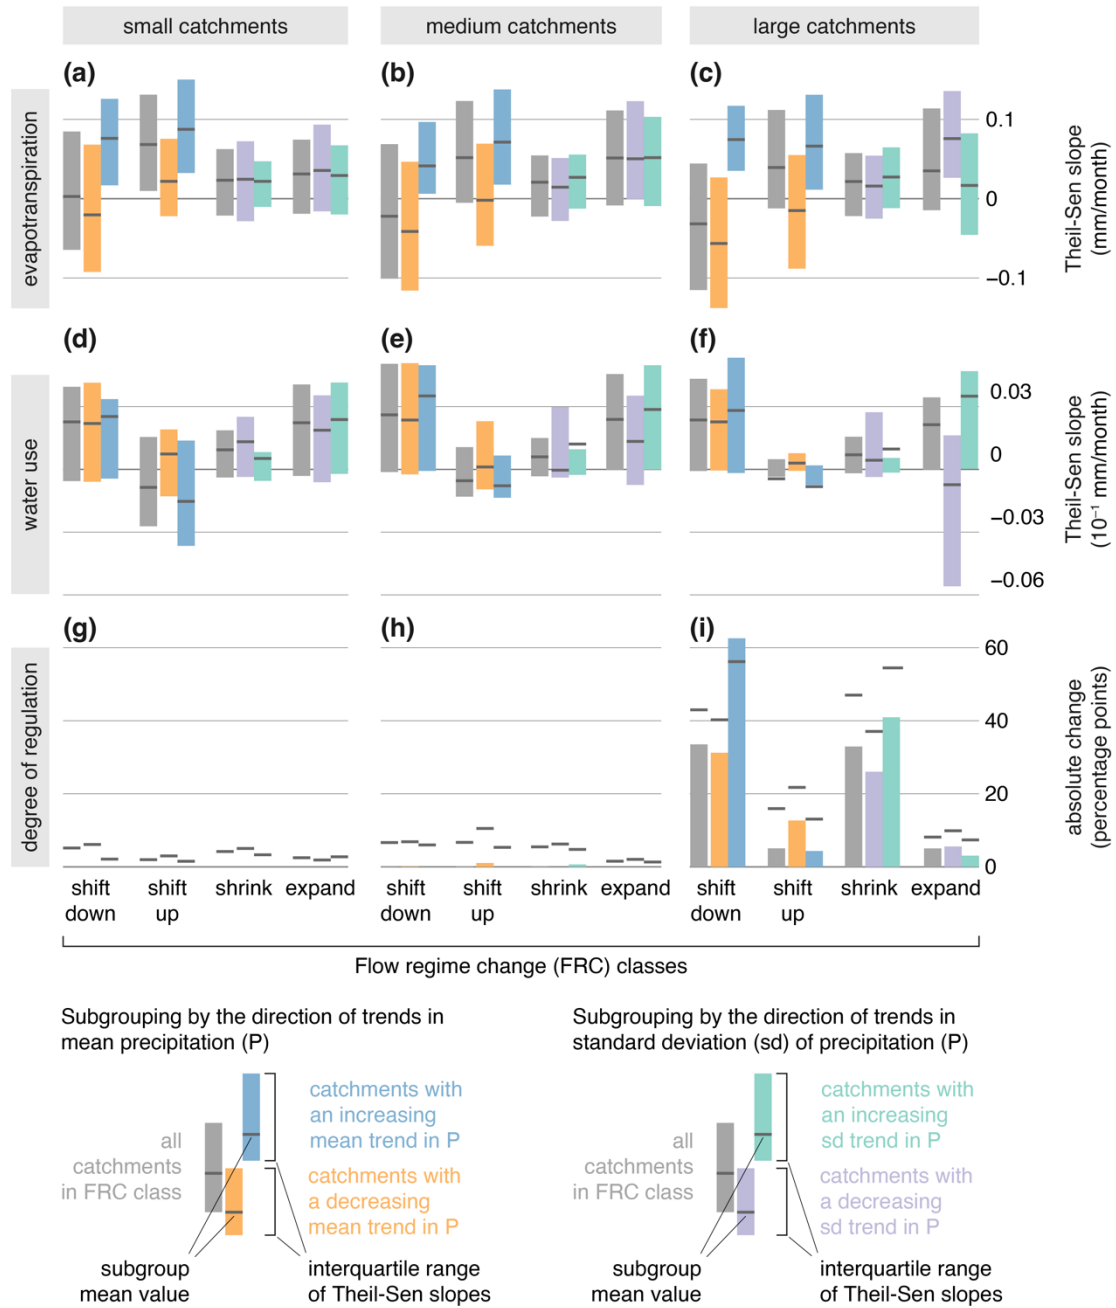 small catchments
medium catchments
large catchments
(a)
(b)
(c)
evapotranspiration
0.1
0
−0.1
Theil-Sen slope
(mm/month)
(d)
(e)
(f)
water use
0.03
0
−0.03
−0.06
Theil-Sen slope
(10⁻¹ mm/month)
(g)
(h)
(i)
degree of regulation
60
40
20
0
absolute change
(percentage points)
shift
down
shift
up
shrink
expand
shift
down
shift
up
shrink
expand
shift
down
shift
up
shrink
expand
Flow regime change (FRC) classes
Subgrouping by the direction of trends in
mean precipitation (P)
all
catchments
in FRC class
catchments with
an increasing
mean trend in P
catchments with
a decreasing
mean trend in P
subgroup
mean value
interquartile range
of Theil-Sen slopes
Subgrouping by the direction of trends in
standard deviation (sd) of precipitation (P)
all
catchments
in FRC class
catchments with
an increasing
sd trend in P
catchments with
a decreasing
sd trend in P
subgroup
mean value
interquartile range
of Theil-Sen slopes